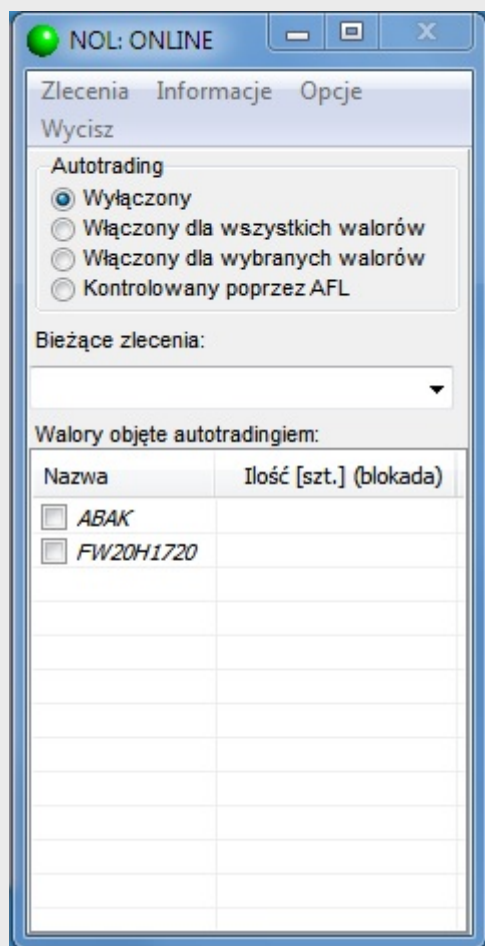 NOL: ONLINE
Zlecenia Informacje Opcje
Wycisz
Autotrading
Wyłączony
Włączony dla wszystkich walorów
Włączony dla wybranych walorów
Kontrolowany poprzez AFL
Bieżące zlecenia:
Walory objęte autotradingiem:
Nazwa Ilość [szt.] (blokada)
ABAK
FW20H1720